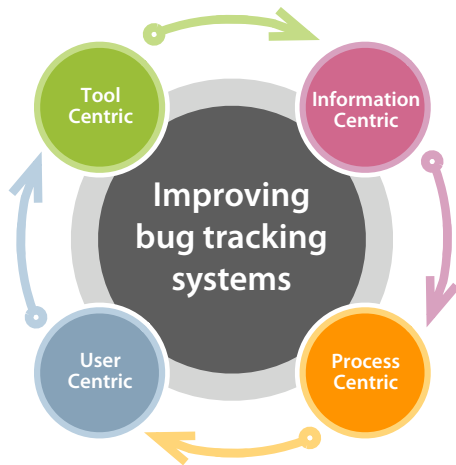 Tool
Centric
Information
Centric
Improving
bug tracking
systems
User
Centric
Process
Centric